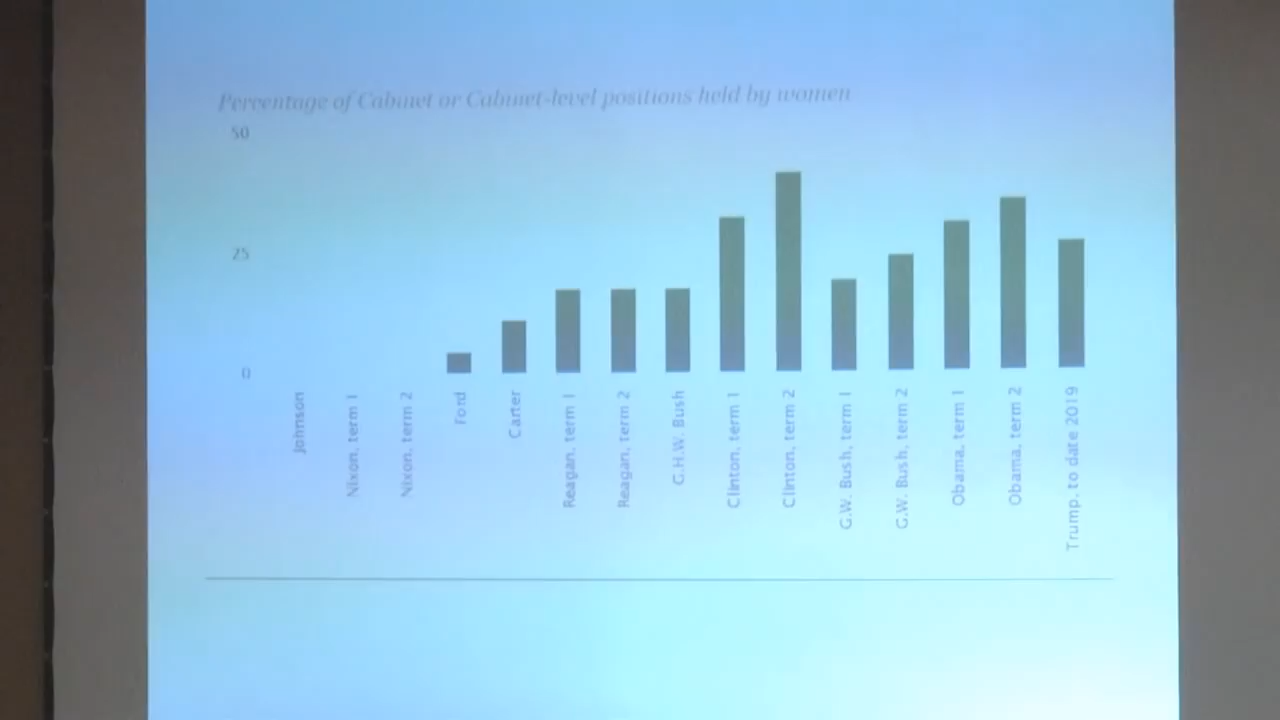 Percentage of Cabinet or Cabinet-level positions held by women
50
25
0
Johnson
Nixon, term 1
Nixon, term 2
Ford
Carter
Reagan, term 1
Reagan, term 2
G.H.W. Bush
Clinton, term 1
Clinton, term 2
G.W. Bush, term 1
G.W. Bush, term 2
Obama, term 1
Obama, term 2
Trump, to date 2019